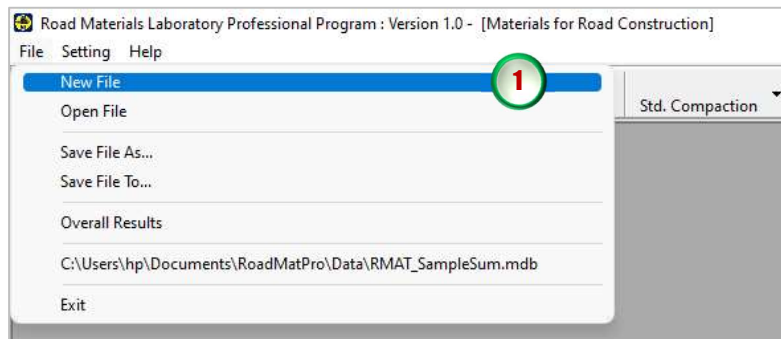 Road Materials Laboratory Professional Program : Version 1.0 -  [Materials for Road Construction]
File Setting Help
New File
1
Std. Compaction
Open File
Save File As...
Save File To...
Overall Results
C:\Users\hp\Documents\RoadMatPro\Data\RMAT_SampleSum.mdb
Exit